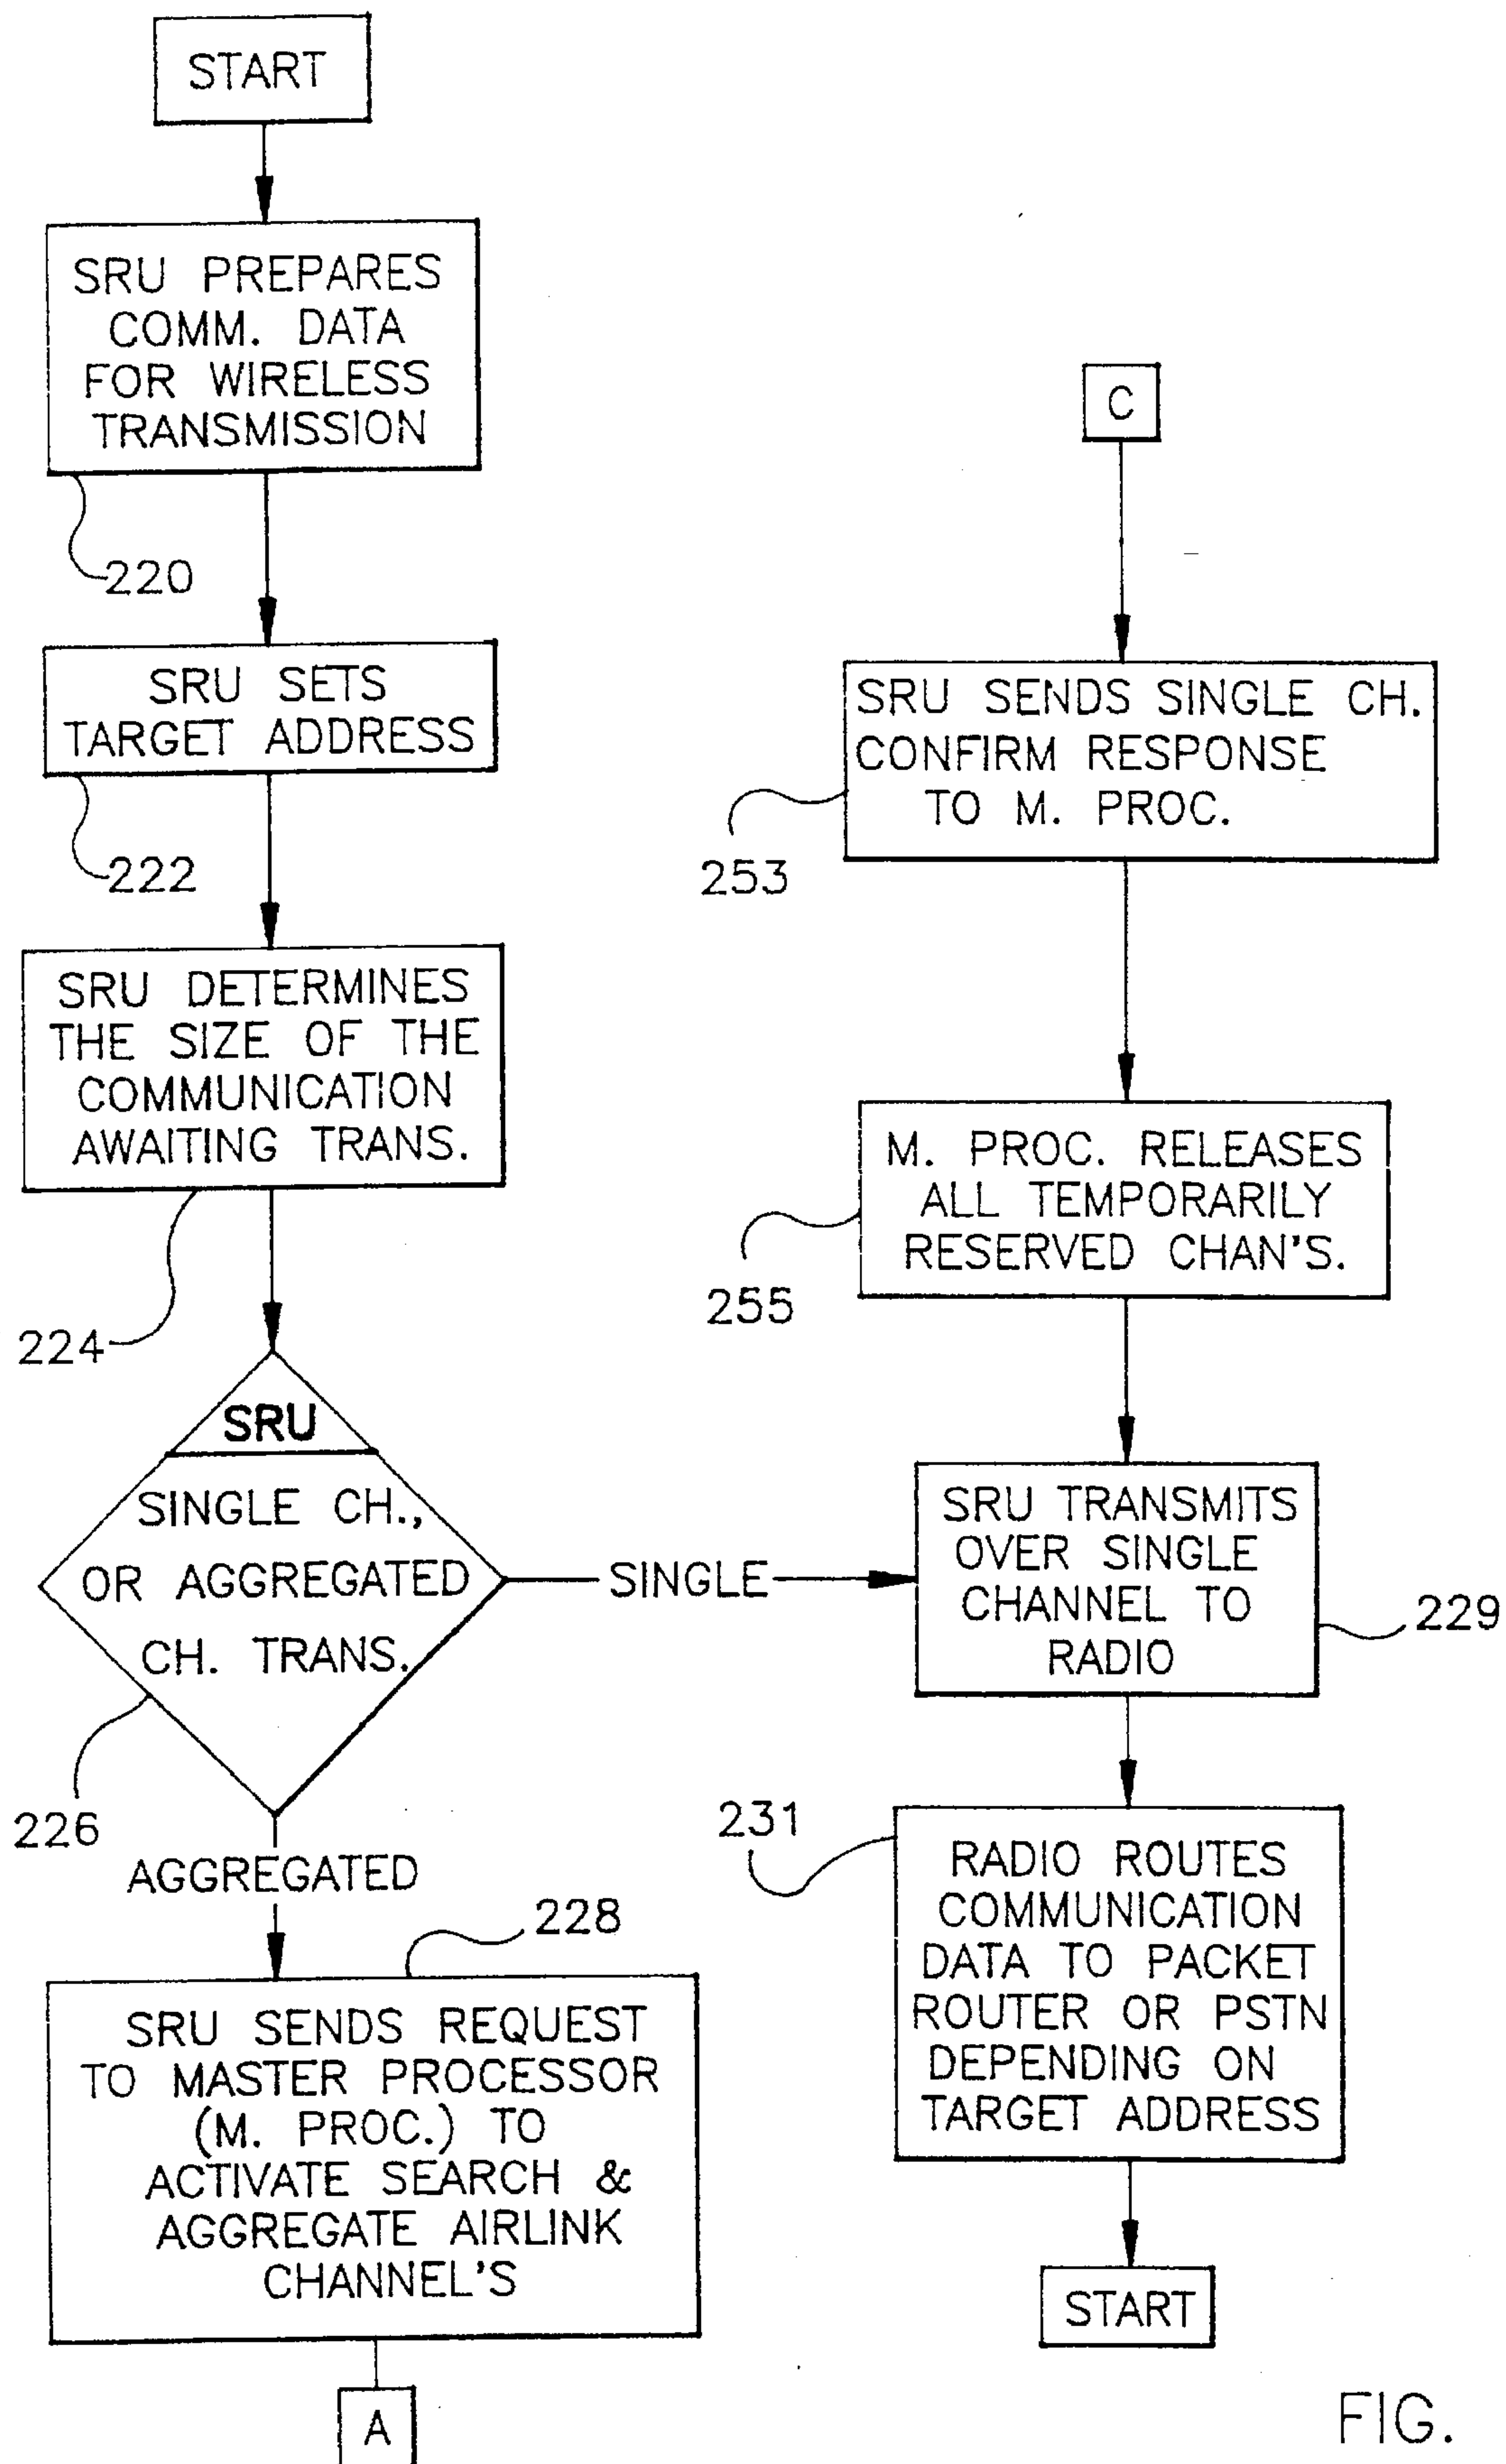 START
SRU PREPARES
COMM. DATA
FOR WIRELESS
TRANSMISSION
220
SRU SETS
TARGET ADDRESS
222
SRU DETERMINES
THE SIZE OF THE
COMMUNICATION
AWAITING TRANS.
224
SRU
SINGLE CH.,
OR AGGREGATED
CH. TRANS.
226
SINGLE
AGGREGATED
228
SRU SENDS REQUEST
TO MASTER PROCESSOR
(M. PROC.) TO
ACTIVATE SEARCH &
AGGREGATE AIRLINK
CHANNEL'S
A
C
SRU SENDS SINGLE CH.
CONFIRM RESPONSE
TO M. PROC.
253
M. PROC. RELEASES
ALL TEMPORARILY
RESERVED CHAN'S.
255
SRU TRANSMITS
OVER SINGLE
CHANNEL TO
RADIO
229
231
RADIO ROUTES
COMMUNICATION
DATA TO PACKET
ROUTER OR PSTN
DEPENDING ON
TARGET ADDRESS
START
FIG.